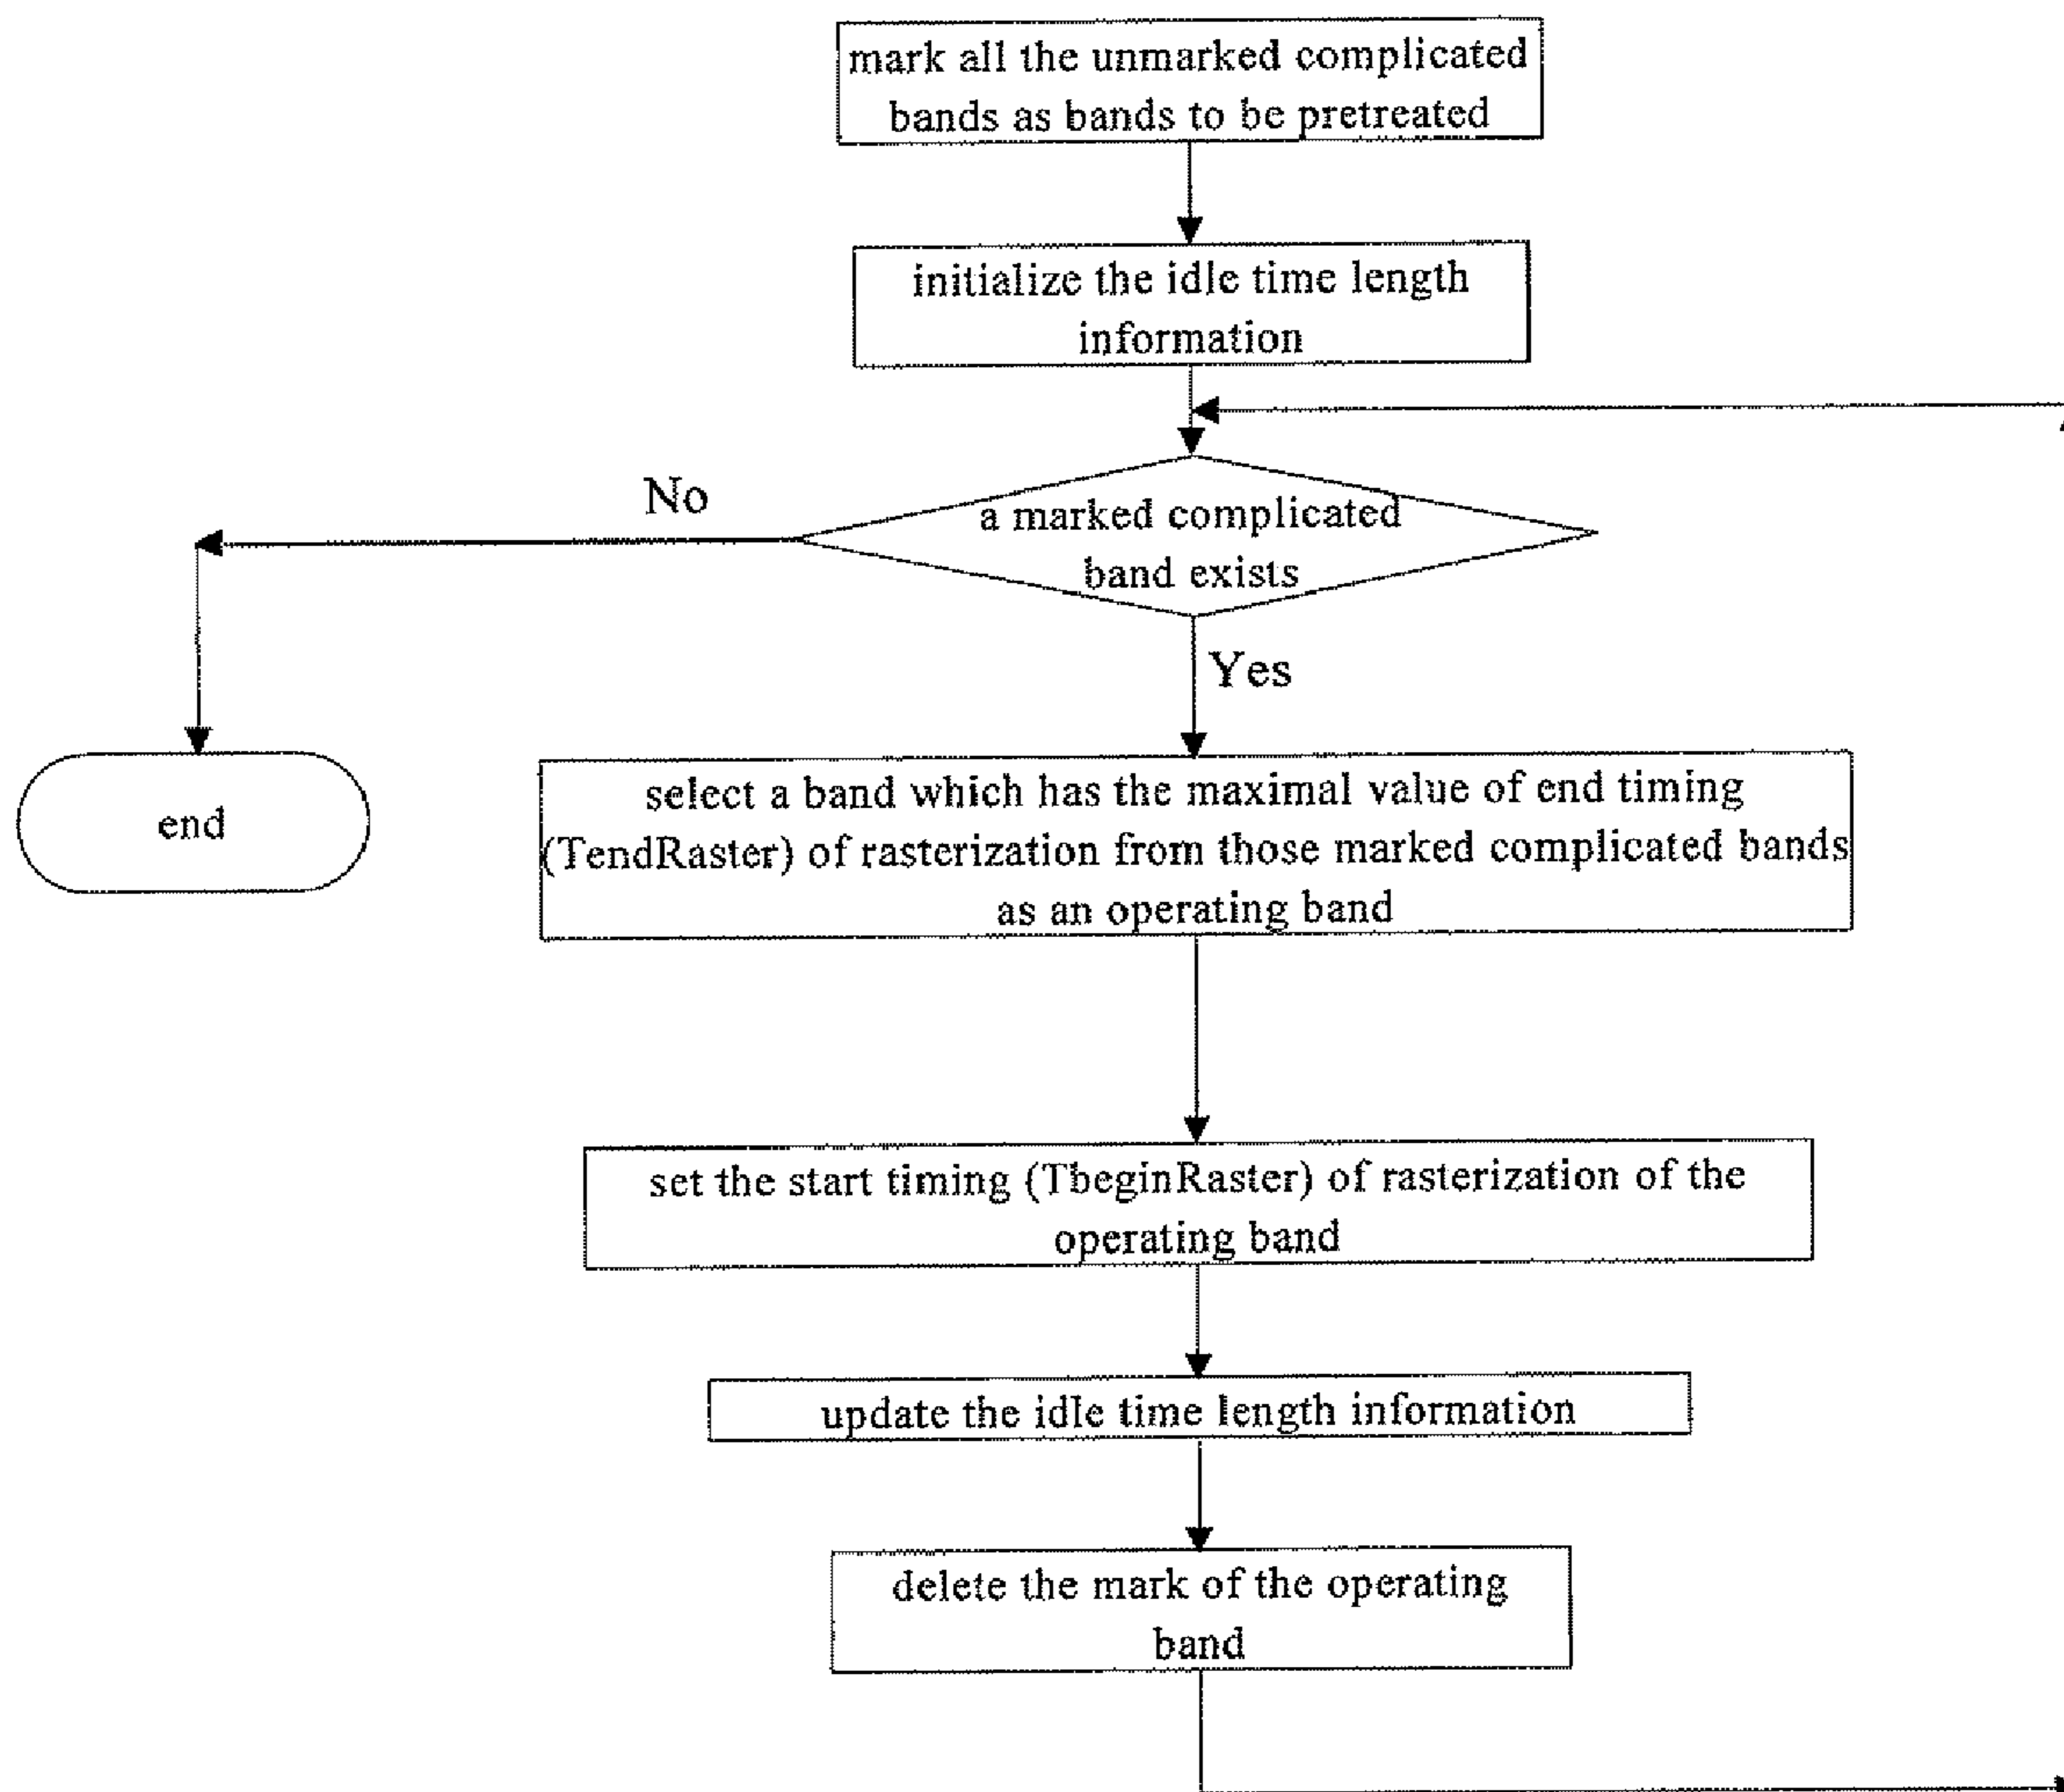 mark all the unmarked complicated
bands as bands to be pretreated
initialize the idle time length
information
No
a marked complicated
band exists
Yes
end
select a band which has the maximal value of end timing
(TendRaster) of rasterization from those marked complicated bands
as an operating band
set the start timing (TbeginRaster) of rasterization of the
operating band
update the idle time length information
delete the mark of the operating
band